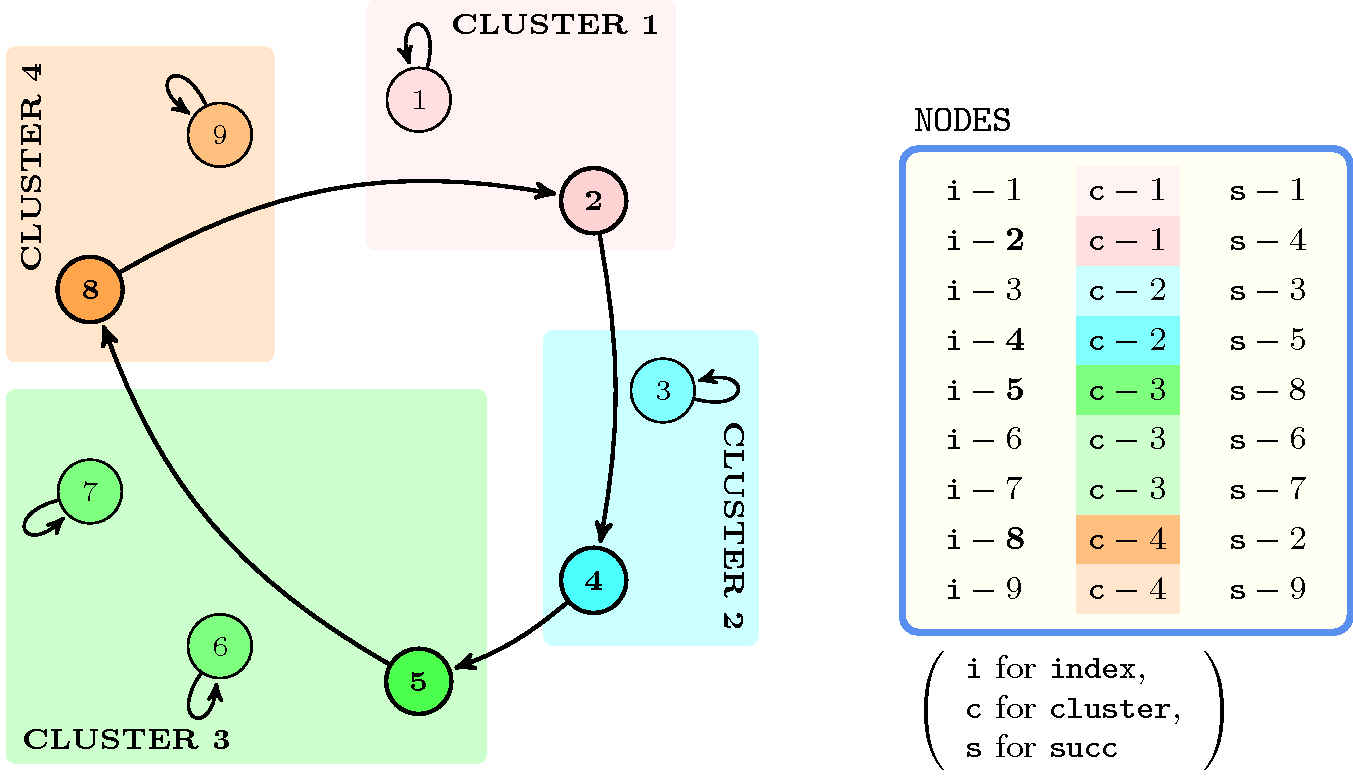 CLUSTER 1
1
2
CLUSTER 4
9
8
3
CLUSTER 2
4
7
6
5
CLUSTER 3
NODES
i − 1 c − 1 s − 1
i − 2 c − 1 s − 4
i − 3 c − 2 s − 3
i − 4 c − 2 s − 5
i − 5 c − 3 s − 8
i − 6 c − 3 s − 6
i − 7 c − 3 s − 7
i − 8 c − 4 s − 2
i − 9 c − 4 s − 9
i for index,
c for cluster,
s for succ